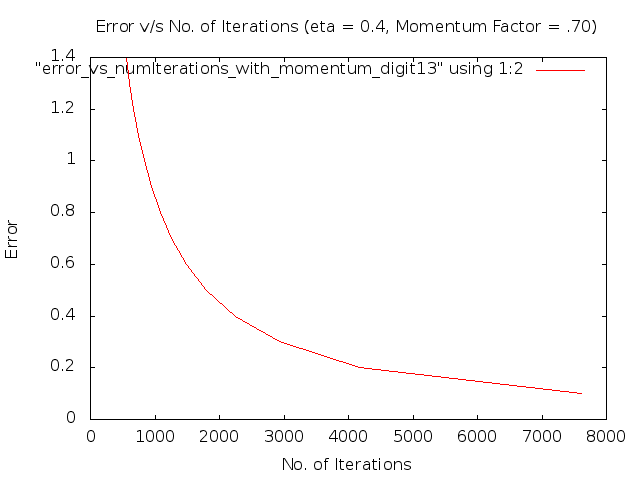 Error v/s No. of Iterations (eta = 0.4, Momentum Factor = .70)
"error_vs_numIterations_with_momentum_digit13" using 1:2
1.4
1.2
1
0.8
0.6
0.4
0.2
0
Error
0 1000 2000 3000 4000 5000 6000 7000 8000
No. of Iterations